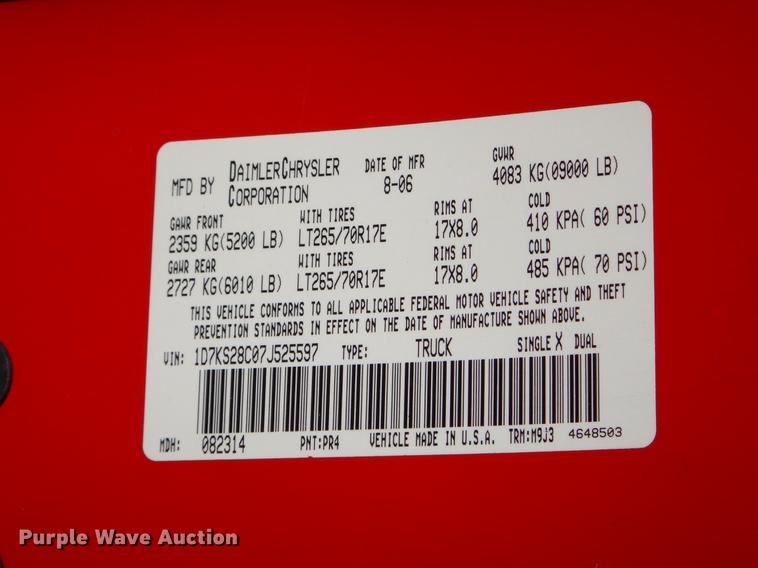 MFD BY DAIMLERCHRYSLER CORPORATION DATE OF MFR 8-06 GVWR 4083 KG(09000 LB)
GAWR FRONT WITH TIRES RIMS AT COLD
2359 KG(5200 LB) LT265/70R17E 17X8.0 410 KPA( 60 PSI)
GAWR REAR WITH TIRES RIMS AT COLD
2727 KG(6010 LB) LT265/70R17E 17X8.0 485 KPA( 70 PSI)
THIS VEHICLE CONFORMS TO ALL APPLICABLE FEDERAL MOTOR VEHICLE SAFETY AND THEFT
PREVENTION STANDARDS IN EFFECT ON THE DATE OF MANUFACTURE SHOWN ABOVE.
VIN: 1D7KS28C07J525597 TYPE: TRUCK SINGLE X DUAL
MDH: 082314 PNT:PR4 VEHICLE MADE IN U.S.A. TRM:M9J3 4648503
Purple Wave Auction